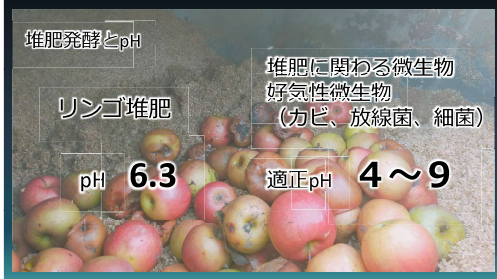 堆肥発酵とpH
リンゴ堆肥
pH 6.3
堆肥に関わる微生物
好気性微生物
（カビ、放線菌、細菌）
適正pH ４～９